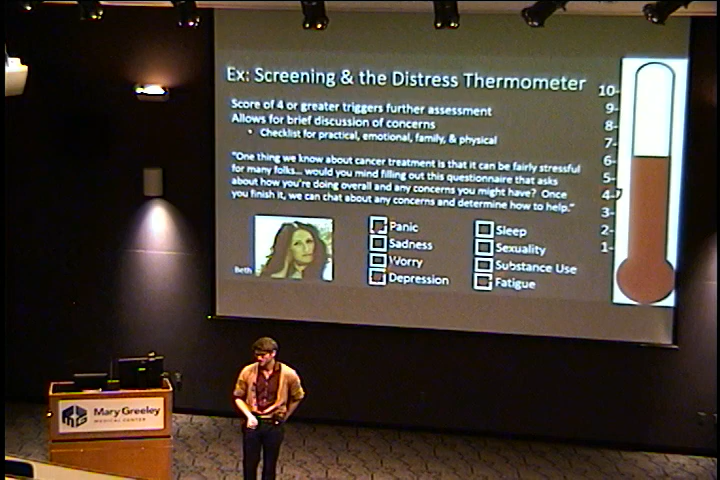 Ex: Screening & the Distress Thermometer
Score of 4 or greater triggers further assessment
Allows for brief discussion of concerns
• Checklist for practical, emotional, family, & physical
"One thing we know about cancer treatment is that it can be fairly stressful
for many folks... would you mind filling out this questionnaire that asks
about how you're doing overall and any concerns you might have? Once
you finish it, we can chat about any concerns and determine how to help."
Beth
Panic
Sadness
Worry
Depression
Sleep
Sexuality
Substance Use
Fatigue
10-
9-
8-
7-
6-
5-
4-
3-
2-
1-
Mary Greeley
MEDICAL CENTER